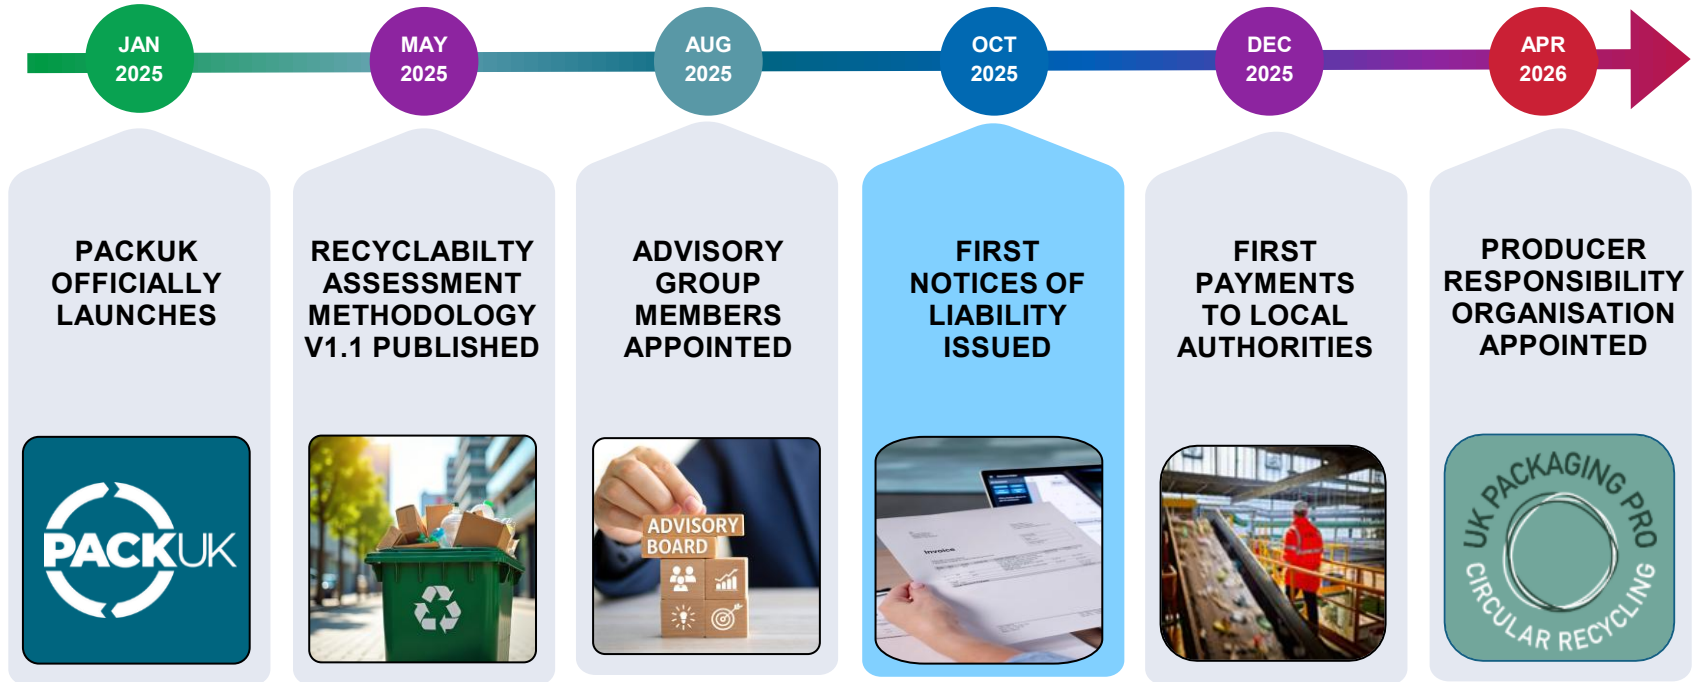 JAN
2025
MAY
2025
AUG
2025
OCT
2025
DEC
2025
APR
2026
PACKUK
OFFICIALLY
LAUNCHES
RECYCLABILTY
ASSESSMENT
METHODOLOGY
V1.1 PUBLISHED
ADVISORY
GROUP
MEMBERS
APPOINTED
FIRST
NOTICES OF
LIABILITY
ISSUED
FIRST
PAYMENTS
TO LOCAL
AUTHORITIES
PRODUCER
RESPONSIBILITY
ORGANISATION
APPOINTED
PACKUK
ADVISORY
BOARD
Invoice
UK PACKAGING PRO
CIRCULAR RECYCLING